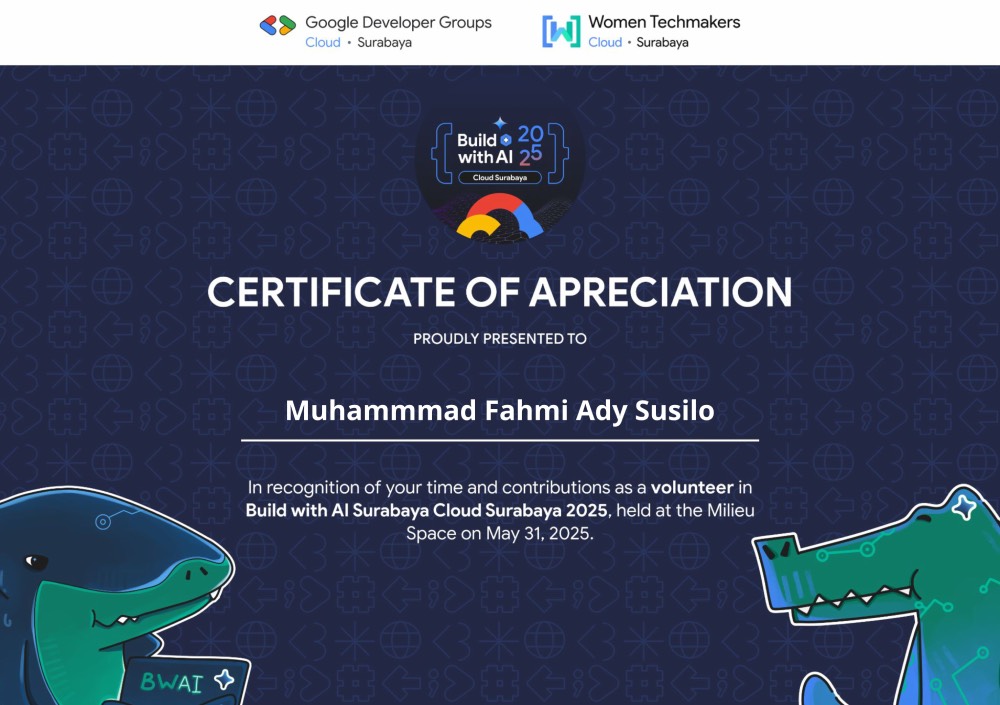 Google Developer Groups
Cloud • Surabaya
Women Techmakers
Cloud • Surabaya
Build 20
with AI 25
Cloud Surabaya
CERTIFICATE OF APRECIATION
PROUDLY PRESENTED TO
Muhammmad Fahmi Ady Susilo
In recognition of your time and contributions as a volunteer in
Build with AI Surabaya Cloud Surabaya 2025, held at the Milieu
Space on May 31, 2025.
BWAI